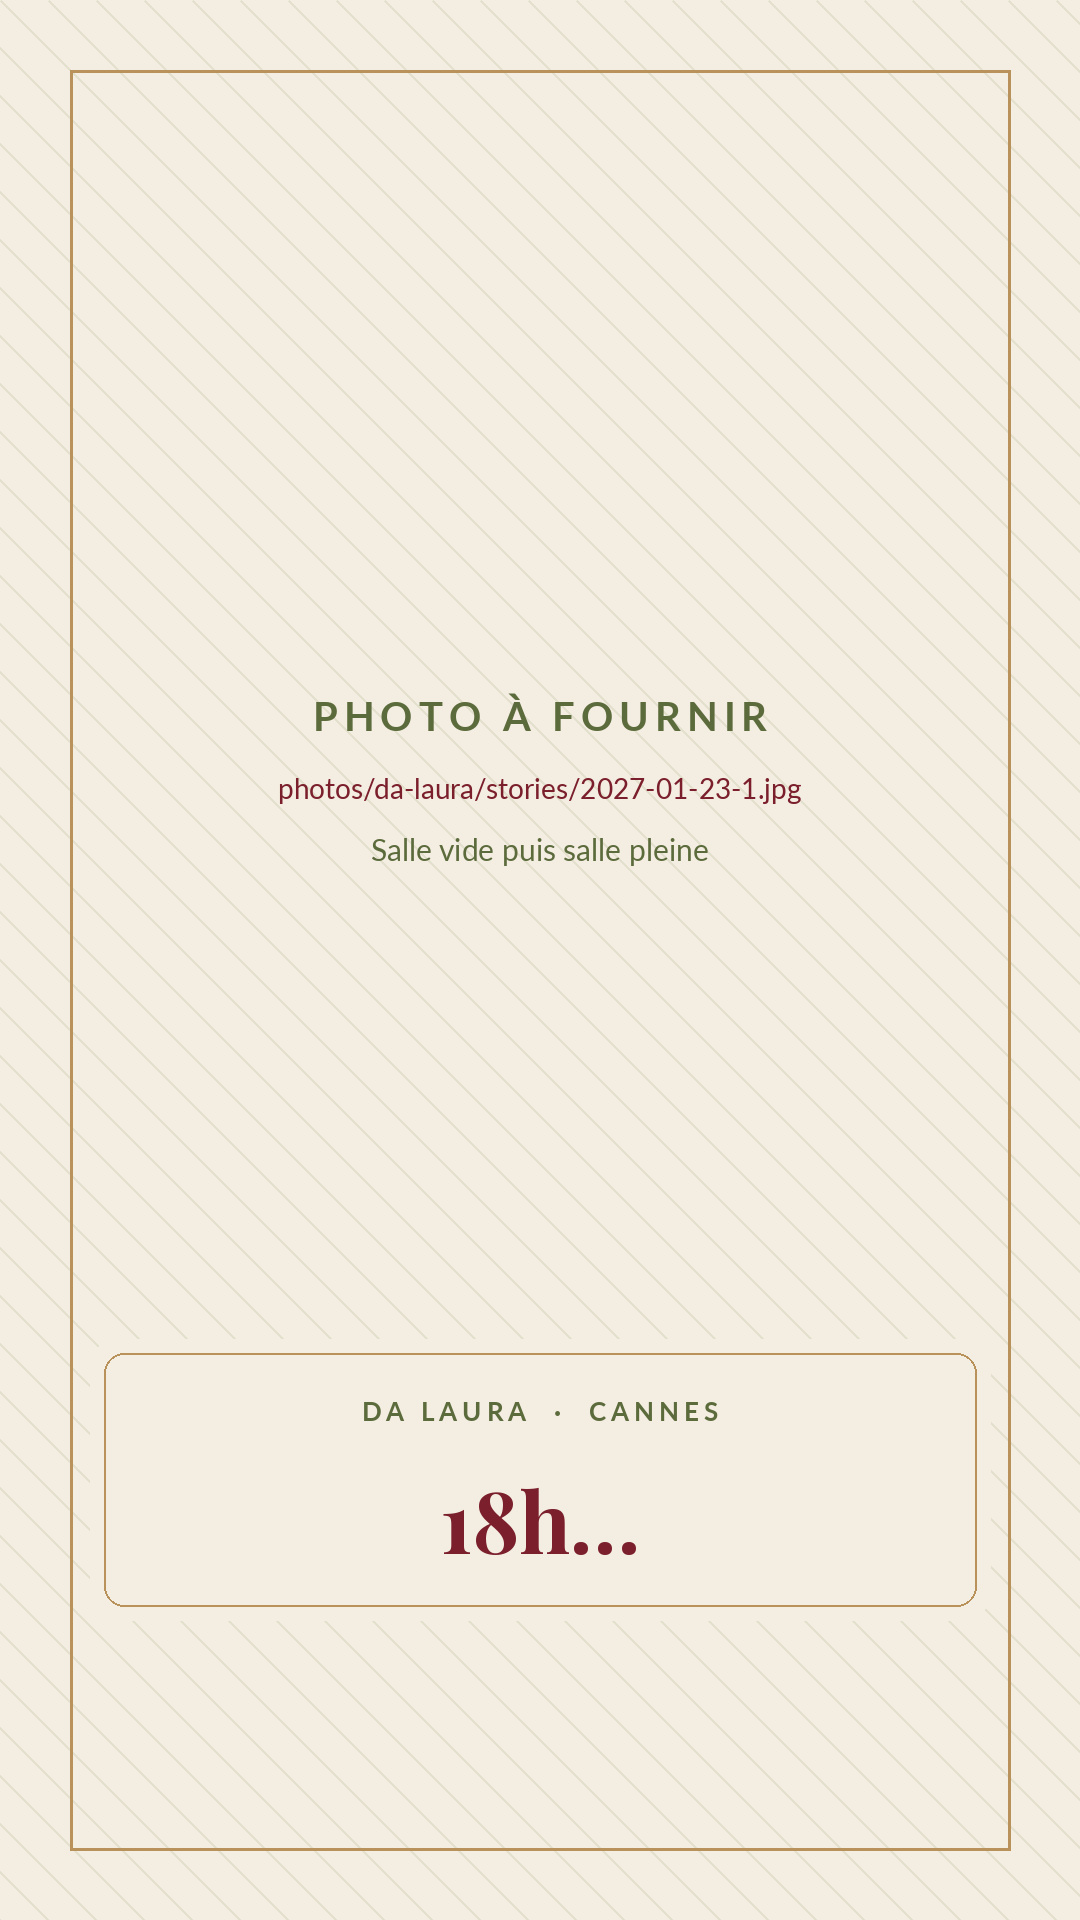 PHOTO À FOURNIR
photos/da-laura/stories/2027-01-23-1.jpg
Salle vide puis salle pleine
DA LAURA · CANNES
18h...